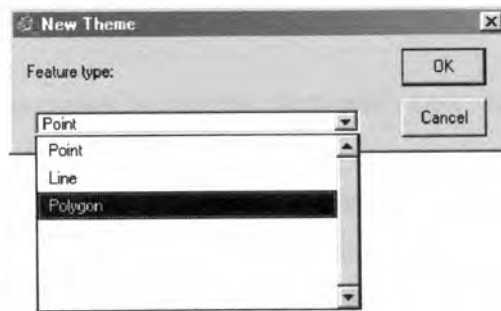 New Theme
Feature type:
OK
Point
Cancel
Point
Line
Polygon